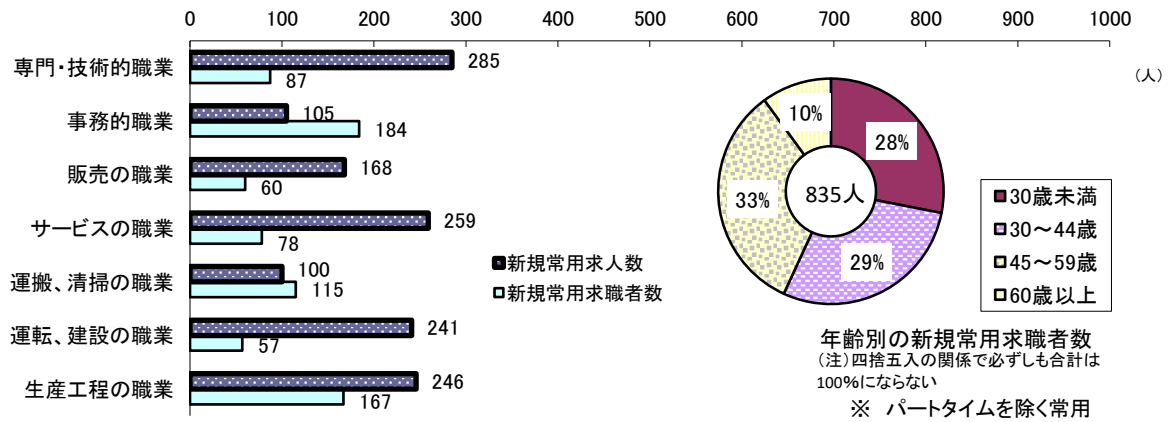 0 100 200 300 400 500 600 700 800 900 1000
(人)
専門・技術的職業 285
87
事務的職業 105
184
販売の職業 168
60
サービスの職業 259
78
運搬、清掃の職業 100
115
運転、建設の職業 241
57
生産工程の職業 246
167
新規常用求人数
新規常用求職者数
10%
28%
33%
835人
29%
30歳未満
30～44歳
45～59歳
60歳以上
年齢別の新規常用求職者数
(注)四捨五入の関係で必ずしも合計は
100%にならない
※ パートタイムを除く常用